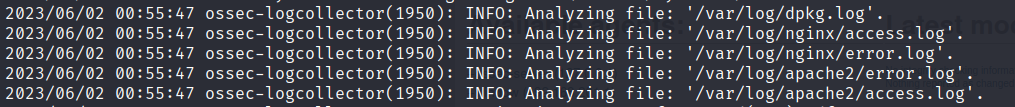 2023/06/02 00:55:47 ossec-logcollector(1950): INFO: Analyzing file: '/var/log/dpkg.log'.
2023/06/02 00:55:47 ossec-logcollector(1950): INFO: Analyzing file: '/var/log/nginx/access.log'.
2023/06/02 00:55:47 ossec-logcollector(1950): INFO: Analyzing file: '/var/log/nginx/error.log'.
2023/06/02 00:55:47 ossec-logcollector(1950): INFO: Analyzing file: '/var/log/apache2/error.log'.
2023/06/02 00:55:47 ossec-logcollector(1950): INFO: Analyzing file: '/var/log/apache2/access.log'.